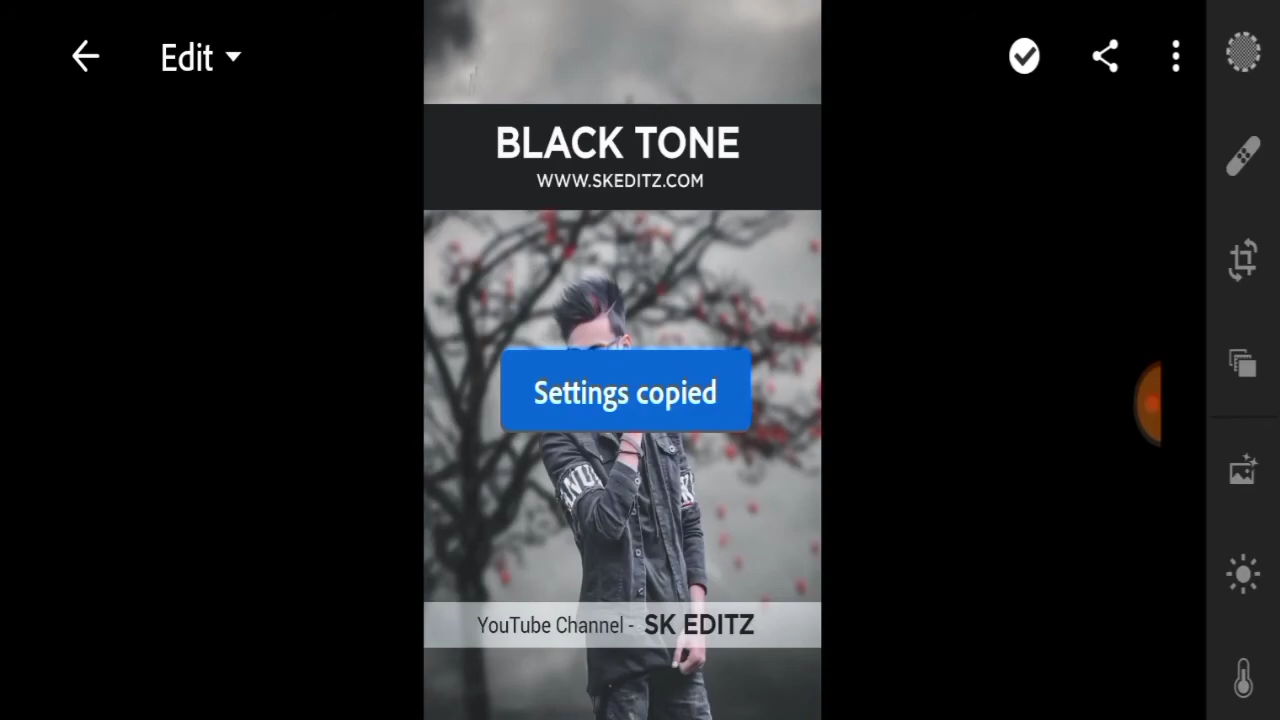 Edit
BLACK TONE
WWW.SKEDITZ.COM
Settings copied
YouTube Channel - SK EDITZ